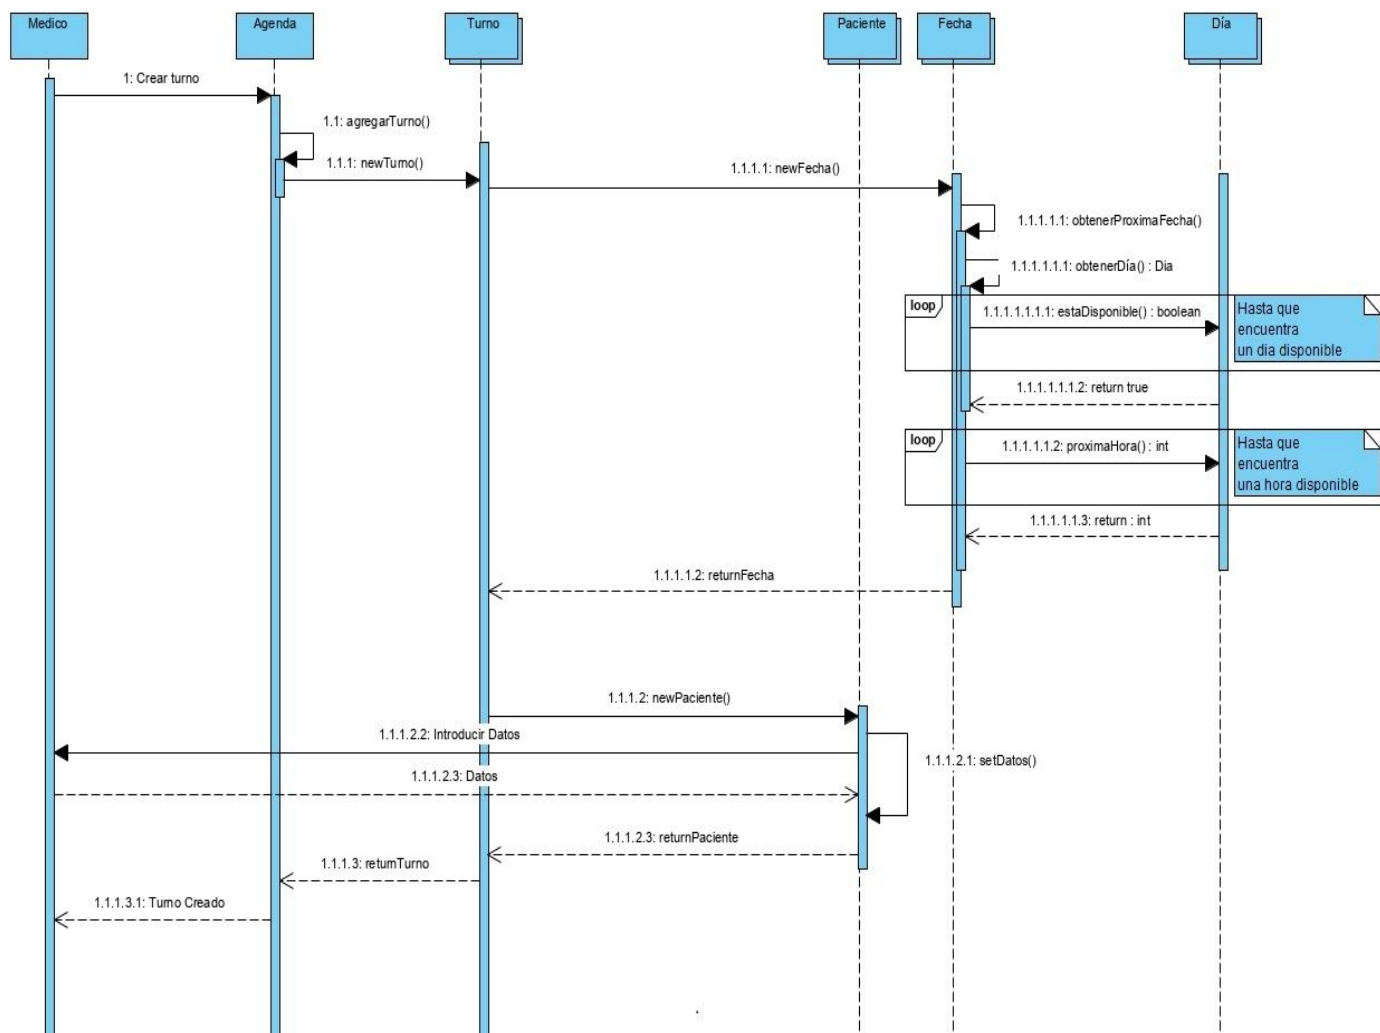 Medico
Agenda
Turno
Paciente
Fecha
Día
1: Crear turno
1.1: agregarTurno()
1.1.1: newTurno()
1.1.1.1: newFecha()
1.1.1.1.1: obtenerProximaFecha()
1.1.1.1.1.1: obtenerDía() : Dia
loop
1.1.1.1.1.1.1: estaDisponible() : boolean
Hasta que
encuentra
un dia disponible
1.1.1.1.1.1.2: return true
loop
1.1.1.1.1.2: proximaHora() : int
Hasta que
encuentra
una hora disponible
1.1.1.1.1.3: return : int
1.1.1.1.2: returnFecha
1.1.1.2: newPaciente()
1.1.1.2.2: Introducir Datos
1.1.1.2.1: setDatos()
1.1.1.2.3: Datos
1.1.1.2.3: returnPaciente
1.1.1.3: returnTurno
1.1.1.3.1: Turno Creado